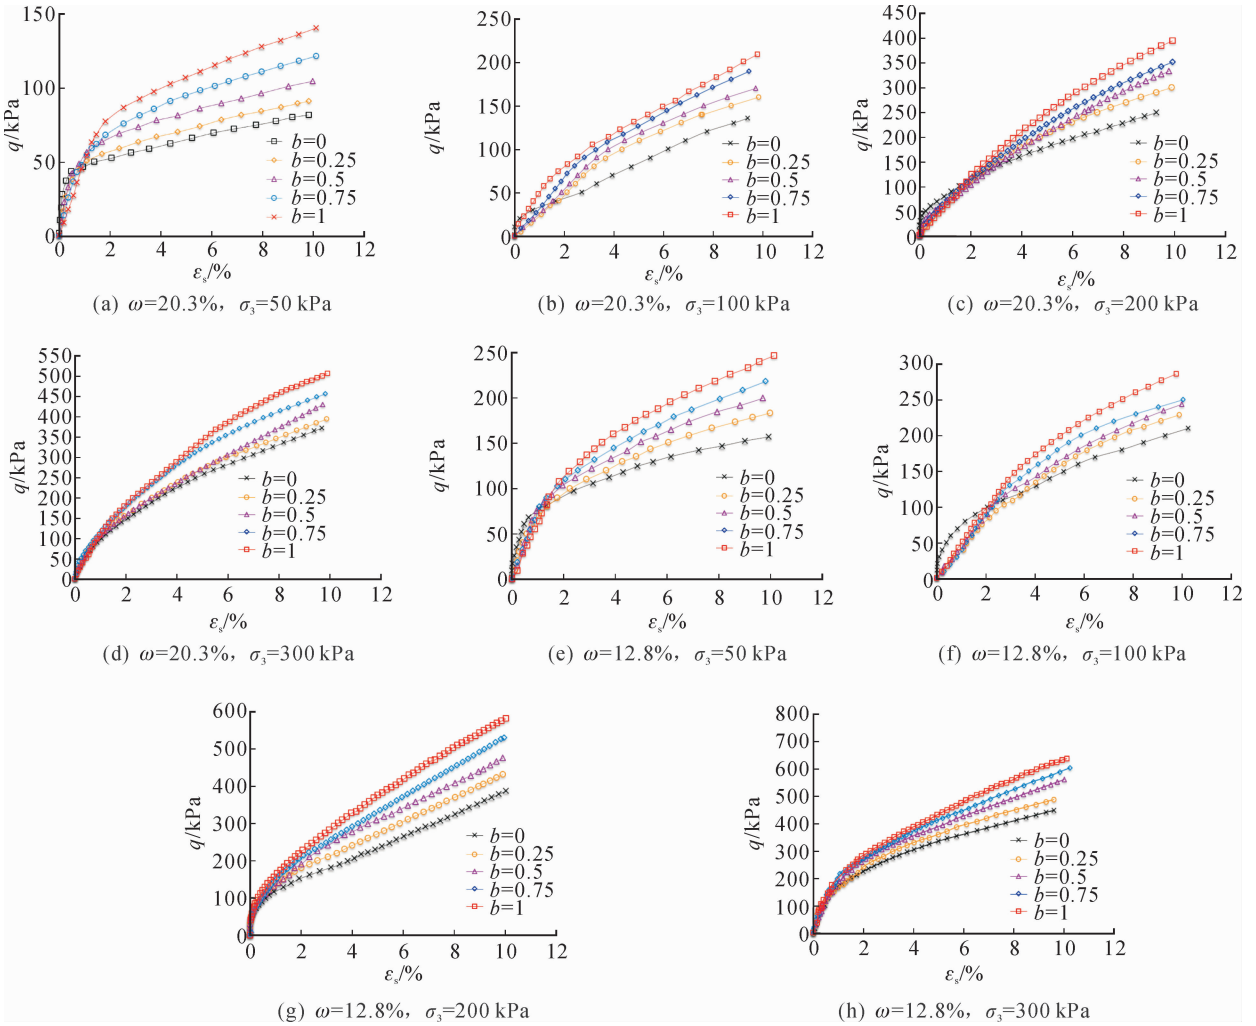 150
100
50
0
q/kPa
b=0
b=0.25
b=0.5
b=0.75
b=1
0 2 4 6 8 10 12
εs/%
(a) ω=20.3%，σ3=50 kPa
250
200
150
100
50
0
q/kPa
b=0
b=0.25
b=0.5
b=0.75
b=1
0 2 4 6 8 10 12
εs/%
(b) ω=20.3%，σ3=100 kPa
450
400
350
300
250
200
150
100
50
0
q/kPa
b=0
b=0.25
b=0.5
b=0.75
b=1
0 2 4 6 8 10 12
εs/%
(c) ω=20.3%，σ3=200 kPa
550
500
450
400
350
300
250
200
150
100
50
0
q/kPa
b=0
b=0.25
b=0.5
b=0.75
b=1
0 2 4 6 8 10 12
εs/%
(d) ω=20.3%，σ3=300 kPa
250
200
150
100
50
0
q/kPa
b=0
b=0.25
b=0.5
b=0.75
b=1
0 2 4 6 8 10 12
εs/%
(e) ω=12.8%，σ3=50 kPa
300
250
200
150
100
50
0
q/kPa
b=0
b=0.25
b=0.5
b=0.75
b=1
0 2 4 6 8 10 12
εs/%
(f) ω=12.8%，σ3=100 kPa
600
500
400
300
200
100
0
q/kPa
b=0
b=0.25
b=0.5
b=0.75
b=1
0 2 4 6 8 10 12
εs/%
(g) ω=12.8%，σ3=200 kPa
800
700
600
500
400
300
200
100
0
q/kPa
b=0
b=0.25
b=0.5
b=0.75
b=1
0 2 4 6 8 10 12
εs/%
(h) ω=12.8%，σ3=300 kPa